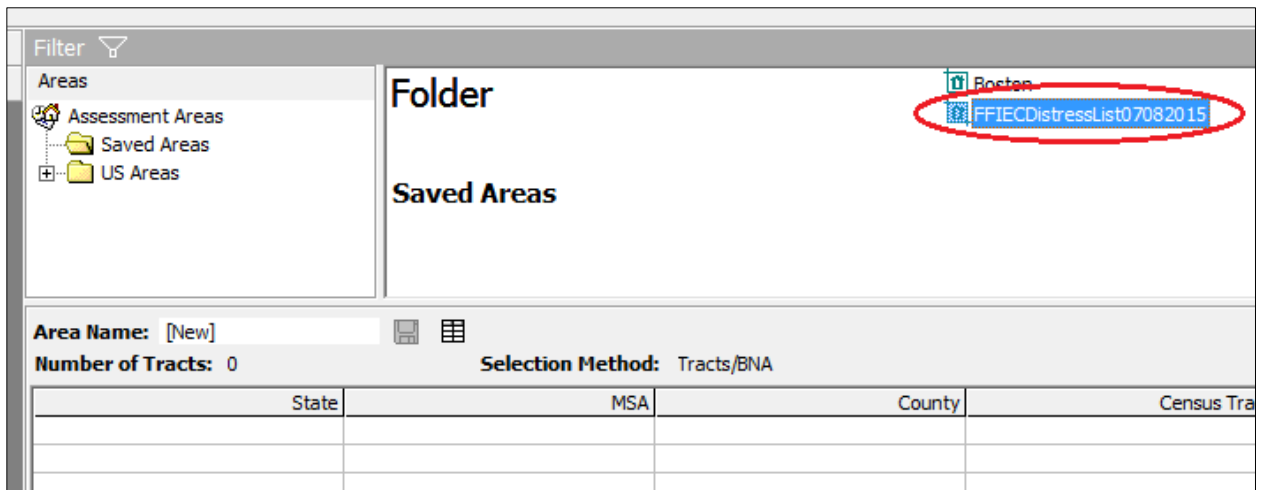 Filter
Areas
Assessment Areas
Saved Areas
US Areas
Folder
Saved Areas
Boston
FFIECDistressList07082015
Area Name: [New]
Number of Tracts: 0 Selection Method: Tracts/BNA
State MSA County Census Tra